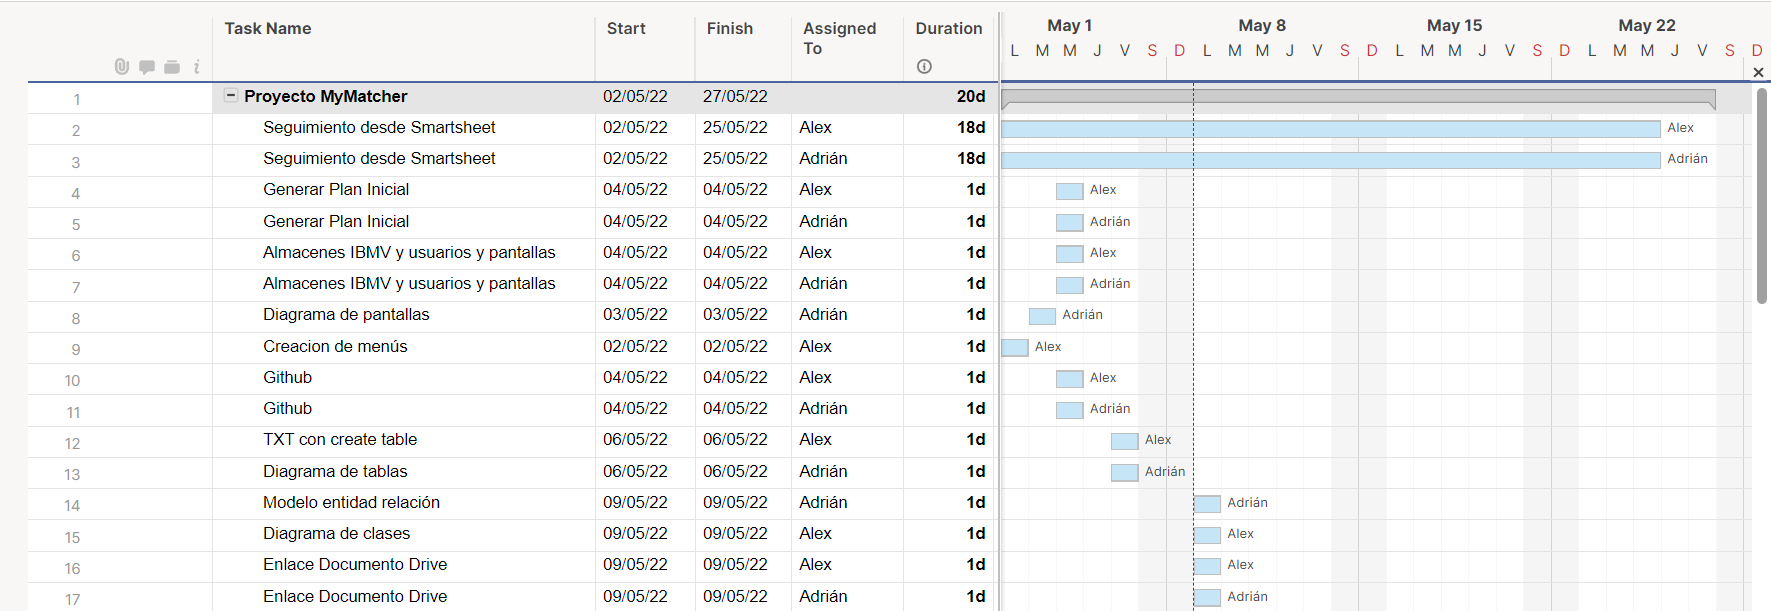 Task Name Start Finish Assigned To Duration May 1 May 8 May 15 May 22
L M M J V S D L M M J V S D L M M J V S D L M M J V S D
1 Proyecto MyMatcher 02/05/22 27/05/22 20d
2 Seguimiento desde Smartsheet 02/05/22 25/05/22 Alex 18d Alex
3 Seguimiento desde Smartsheet 02/05/22 25/05/22 Adrián 18d Adrián
4 Generar Plan Inicial 04/05/22 04/05/22 Alex 1d Alex
5 Generar Plan Inicial 04/05/22 04/05/22 Adrián 1d Adrián
6 Almacenes IBMV y usuarios y pantallas 04/05/22 04/05/22 Alex 1d Alex
7 Almacenes IBMV y usuarios y pantallas 04/05/22 04/05/22 Adrián 1d Adrián
8 Diagrama de pantallas 03/05/22 03/05/22 Adrián 1d Adrián
9 Creacion de menús 02/05/22 02/05/22 Alex 1d Alex
10 Github 04/05/22 04/05/22 Alex 1d Alex
11 Github 04/05/22 04/05/22 Adrián 1d Adrián
12 TXT con create table 06/05/22 06/05/22 Alex 1d Alex
13 Diagrama de tablas 06/05/22 06/05/22 Adrián 1d Adrián
14 Modelo entidad relación 09/05/22 09/05/22 Adrián 1d Adrián
15 Diagrama de clases 09/05/22 09/05/22 Alex 1d Alex
16 Enlace Documento Drive 09/05/22 09/05/22 Alex 1d Alex
17 Enlace Documento Drive 09/05/22 09/05/22 Adrián 1d Adrián